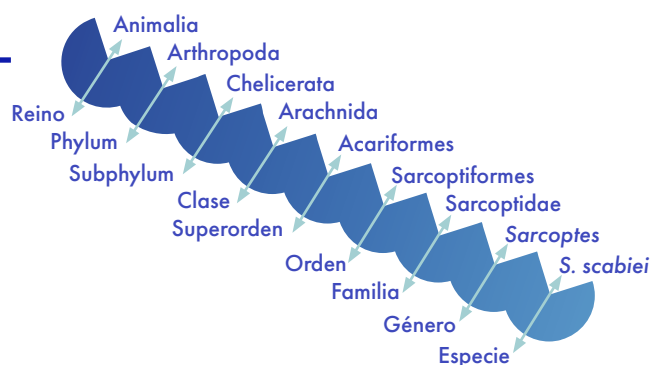 Animalia
Arthropoda
Chelicerata
Arachnida
Acariformes
Sarcoptiformes
Sarcoptidae
Sarcoptes
S. scabiei
Reino
Phylum
Subphylum
Clase
Superorden
Orden
Familia
Género
Especie